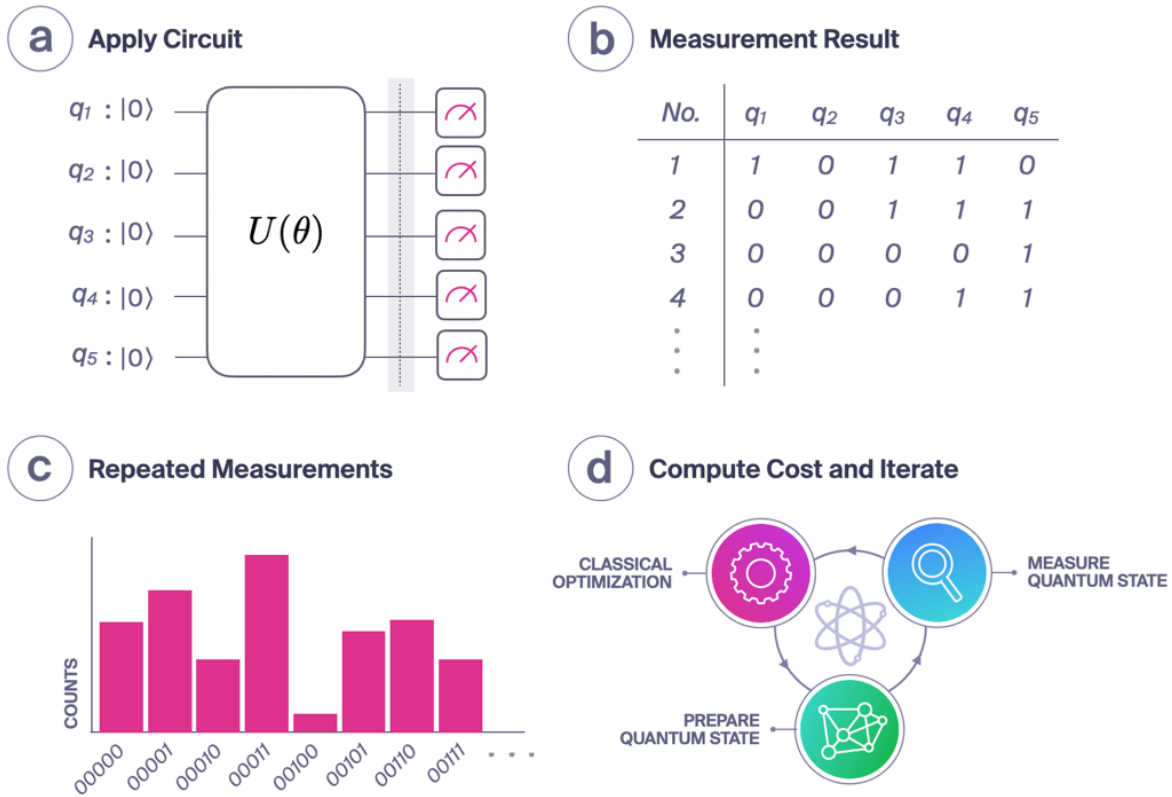 a Apply Circuit
q1 : |0⟩
q2 : |0⟩
q3 : |0⟩
q4 : |0⟩
q5 : |0⟩
U(θ)
b Measurement Result
No. q1 q2 q3 q4 q5
1 1 0 1 1 0
2 0 0 1 1 1
3 0 0 0 0 1
4 0 0 0 1 1
c Repeated Measurements
COUNTS
00000 00001 00010 00011 00100 00101 00110 00111 . . .
d Compute Cost and Iterate
CLASSICAL
OPTIMIZATION
MEASURE
QUANTUM STATE
PREPARE
QUANTUM STATE